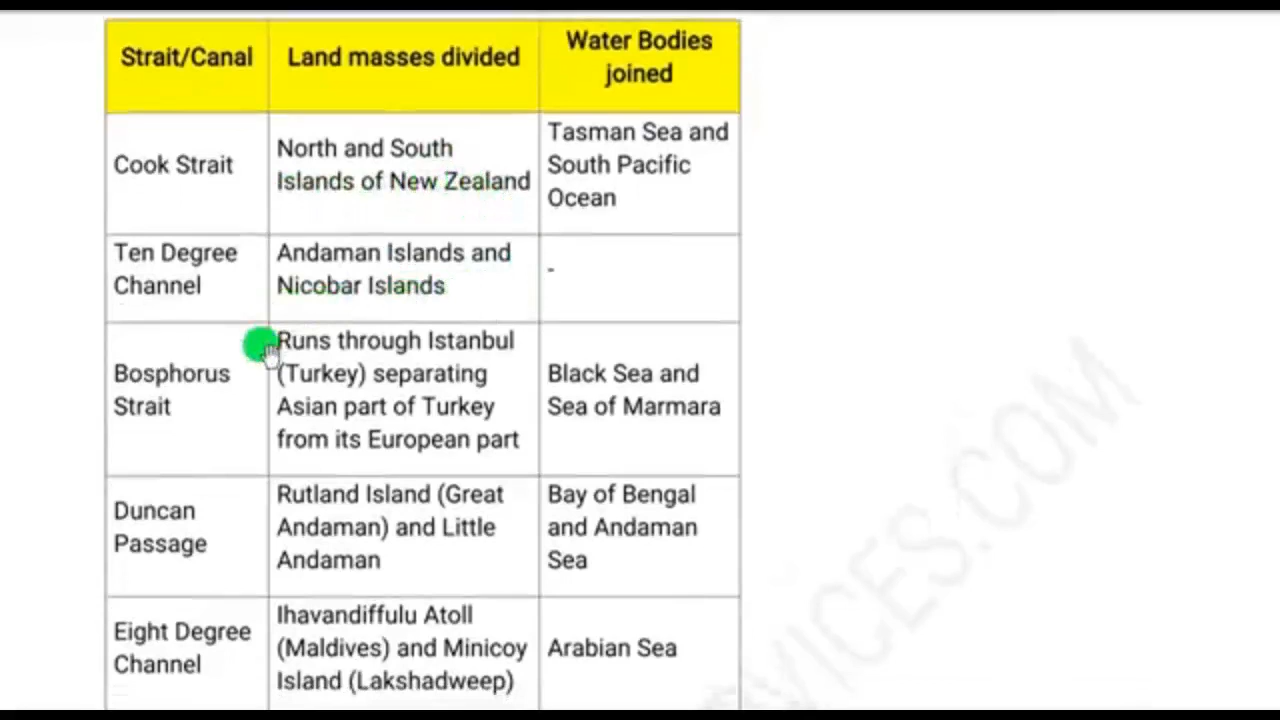 Strait/Canal
Land masses divided
Water Bodies
joined
Cook Strait
North and South
Islands of New Zealand
Tasman Sea and
South Pacific
Ocean
Ten Degree
Channel
Andaman Islands and
Nicobar Islands
-
Bosphorus
Strait
Runs through Istanbul
(Turkey) separating
Asian part of Turkey
from its European part
Black Sea and
Sea of Marmara
Duncan
Passage
Rutland Island (Great
Andaman) and Little
Andaman
Bay of Bengal
and Andaman
Sea
Eight Degree
Channel
Ihavandiffulu Atoll
(Maldives) and Minicoy
Island (Lakshadweep)
Arabian Sea